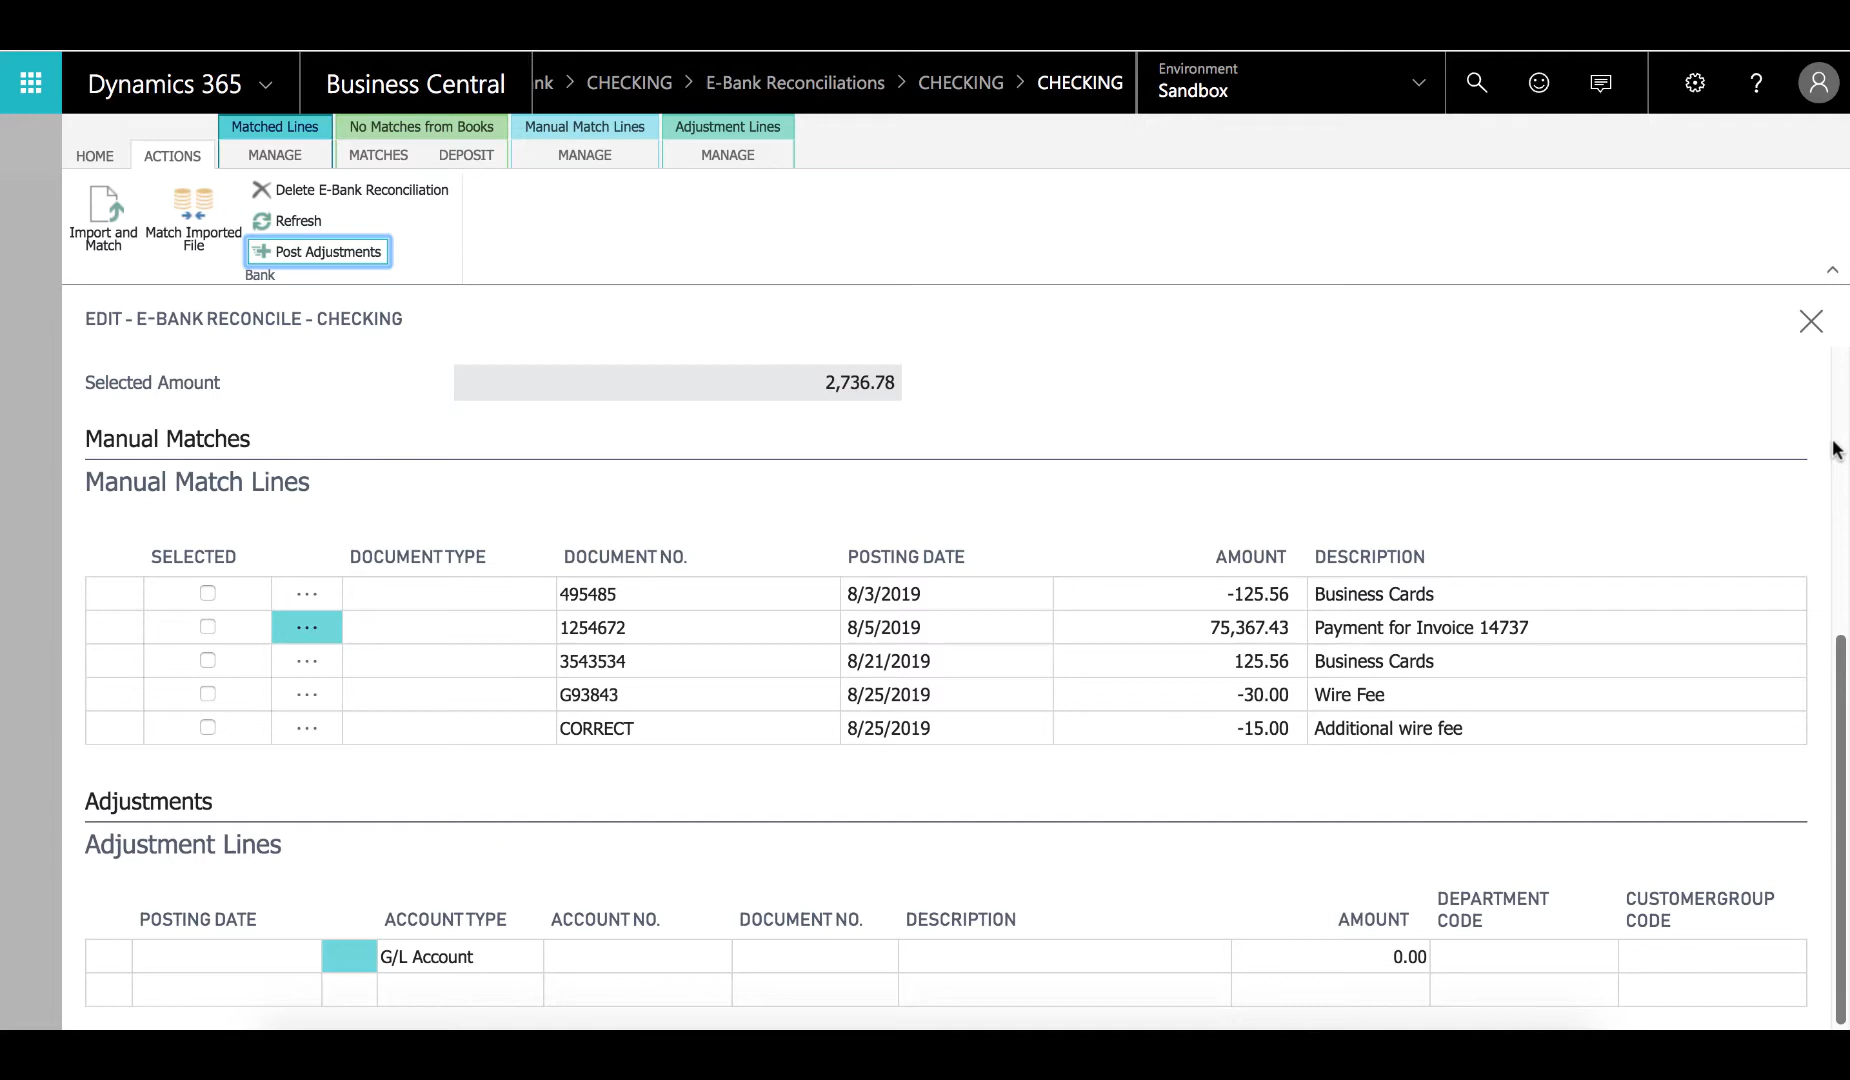 Dynamics 365
Business Central
nk > CHECKING > E-Bank Reconciliations > CHECKING > CHECKING
Environment
Sandbox
?
Matched Lines
No Matches from Books
Manual Match Lines
Adjustment Lines
HOME
ACTIONS
MANAGE
MATCHES
DEPOSIT
MANAGE
MANAGE
Import and
Match
Match Imported
File
Delete E-Bank Reconciliation
Refresh
Post Adjustments
Bank
EDIT - E-BANK RECONCILE - CHECKING
Selected Amount 2,736.78
Manual Matches
Manual Match Lines
SELECTED DOCUMENT TYPE DOCUMENT NO. POSTING DATE AMOUNT DESCRIPTION
... 495485 8/3/2019 -125.56 Business Cards
... 1254672 8/5/2019 75,367.43 Payment for Invoice 14737
... 3543534 8/21/2019 125.56 Business Cards
... G93843 8/25/2019 -30.00 Wire Fee
... CORRECT 8/25/2019 -15.00 Additional wire fee
Adjustments
Adjustment Lines
POSTING DATE ACCOUNT TYPE ACCOUNT NO. DOCUMENT NO. DESCRIPTION AMOUNT DEPARTMENT CODE CUSTOMERGROUP CODE
G/L Account 0.00